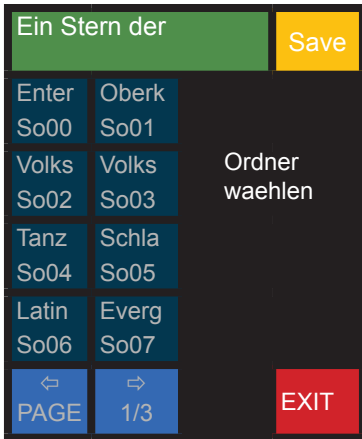 Ein Stern der
Save
Enter
So00
Oberk
So01
Volks
So02
Volks
So03
Ordner
waehlen
Tanz
So04
Schla
So05
Latin
So06
Everg
So07
⇦
PAGE
⇨
1/3
EXIT